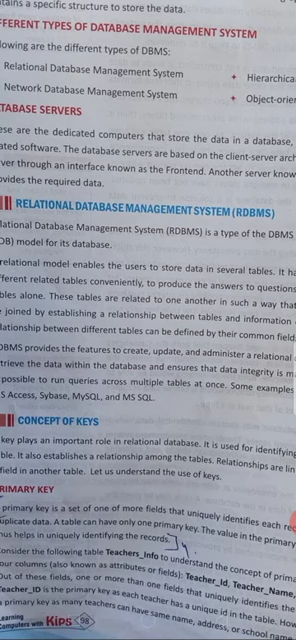 tains a specific structure to store the data.
FFERENT TYPES OF DATABASE MANAGEMENT SYSTEM
lowing are the different types of DBMS:
Relational Database Management System
Hierarchica
Network Database Management System
Object-orien
TABASE SERVERS
ese are the dedicated computers that store the data in a database,
ated software. The database servers are based on the client-server arch
ver through an interface known as the Frontend. Another server know
ovides the required data.
RELATIONAL DATABASE MANAGEMENT SYSTEM (RDBMS)
lational Database Management System (RDBMS) is a type of the DBMS
DB) model for its database.
relational model enables the users to store data in several tables. It ha
fferent related tables conveniently, to produce the answers to questions
bles alone. These tables are related to one another in such a way that
e joined by establishing a relationship between tables and information
lationship between different tables can be defined by their common field
DBMS provides the features to create, update, and administer a relational
trieve the data within the database and ensures that data integrity is m
possible to run queries across multiple tables at once. Some examples
S Access, Sybase, MySQL, and MS SQL.
CONCEPT OF KEYS
key plays an important role in relational database. It is used for identifying
ble. It also establishes a relationship among the tables. Relationships are lin
field in another table. Let us understand the use of keys.
RIMARY KEY
primary key is a set of one of more fields that uniquely identifies each rec
uplicate data. A table can have only one primary key. The value in the primary
hus helps in uniquely identifying the records.
onsider the following table Teachers_Info to understand the concept of prima
our columns (also known as attributes or fields): Teacher_Id, Teacher_Name,
Out of these fields, one or more than one fields that uniquely identifies the
Teacher_ID is the primary key as each teacher has a unique id in the table. How
a primary key as many teachers can have same name, address, or school name
Learning
Computers with Kips 98